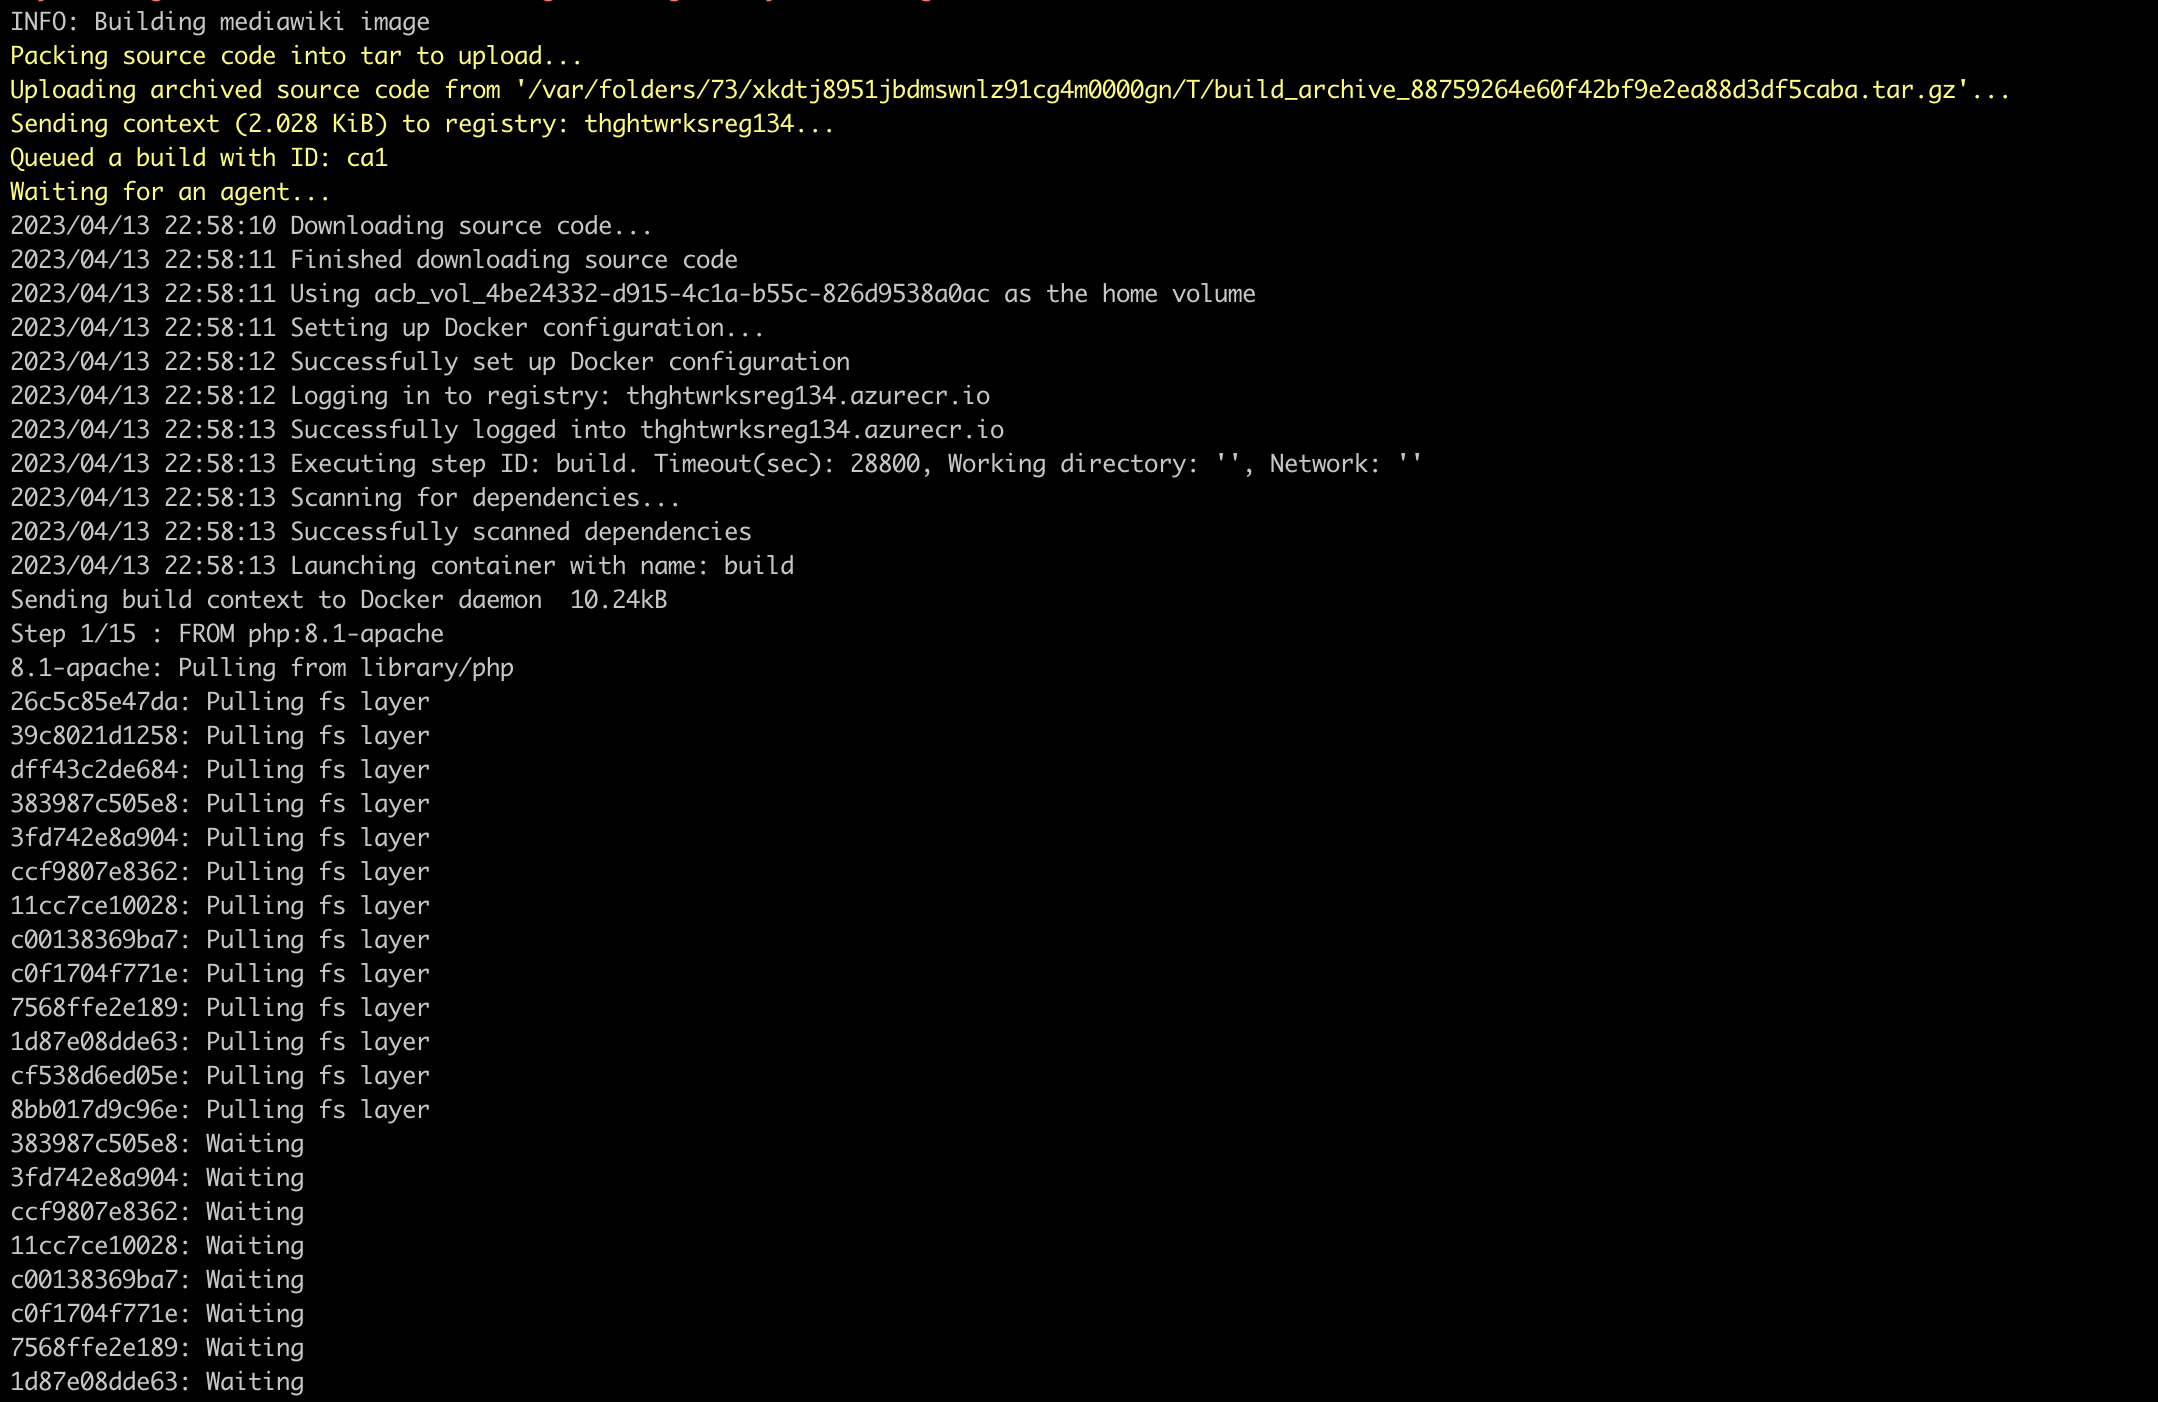 INFO: Building mediawiki image
Packing source code into tar to upload...
Uploading archived source code from '/var/folders/73/xkdtj8951jbdmswnlz91cg4m0000gn/T/build_archive_88759264e60f42bf9e2ea88d3df5caba.tar.gz'...
Sending context (2.028 KiB) to registry: thghtwrksreg134...
Queued a build with ID: ca1
Waiting for an agent...
2023/04/13 22:58:10 Downloading source code...
2023/04/13 22:58:11 Finished downloading source code
2023/04/13 22:58:11 Using acb_vol_4be24332-d915-4c1a-b55c-826d9538a0ac as the home volume
2023/04/13 22:58:11 Setting up Docker configuration...
2023/04/13 22:58:12 Successfully set up Docker configuration
2023/04/13 22:58:12 Logging in to registry: thghtwrksreg134.azurecr.io
2023/04/13 22:58:13 Successfully logged into thghtwrksreg134.azurecr.io
2023/04/13 22:58:13 Executing step ID: build. Timeout(sec): 28800, Working directory: '', Network: ''
2023/04/13 22:58:13 Scanning for dependencies...
2023/04/13 22:58:13 Successfully scanned dependencies
2023/04/13 22:58:13 Launching container with name: build
Sending build context to Docker daemon  10.24kB
Step 1/15 : FROM php:8.1-apache
8.1-apache: Pulling from library/php
26c5c85e47da: Pulling fs layer
39c8021d1258: Pulling fs layer
dff43c2de684: Pulling fs layer
383987c505e8: Pulling fs layer
3fd742e8a904: Pulling fs layer
ccf9807e8362: Pulling fs layer
11cc7ce10028: Pulling fs layer
c00138369ba7: Pulling fs layer
c0f1704f771e: Pulling fs layer
7568ffe2e189: Pulling fs layer
1d87e08dde63: Pulling fs layer
cf538d6ed05e: Pulling fs layer
8bb017d9c96e: Pulling fs layer
383987c505e8: Waiting
3fd742e8a904: Waiting
ccf9807e8362: Waiting
11cc7ce10028: Waiting
c00138369ba7: Waiting
c0f1704f771e: Waiting
7568ffe2e189: Waiting
1d87e08dde63: Waiting